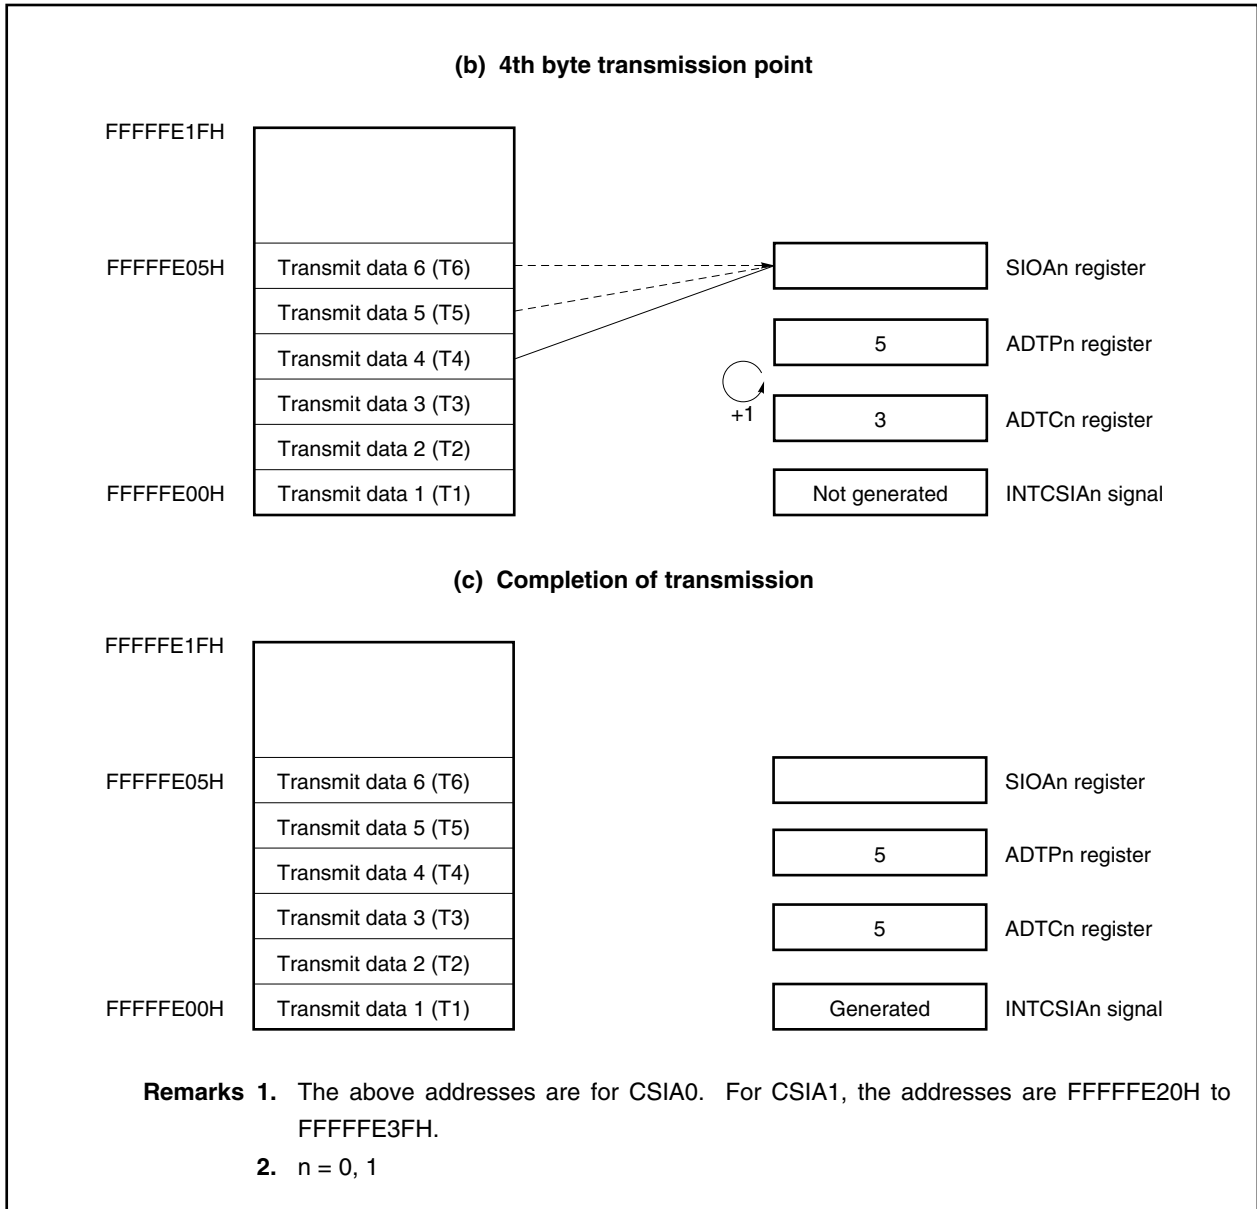 (b) 4th byte transmission point
FFFFFE1FH
FFFFFE05H
Transmit data 6 (T6)
SIOAn register
Transmit data 5 (T5)
Transmit data 4 (T4)
5
ADTPn register
Transmit data 3 (T3)
+1
3
ADTCn register
Transmit data 2 (T2)
FFFFFE00H
Transmit data 1 (T1)
Not generated
INTCSIAn signal
(c) Completion of transmission
FFFFFE1FH
FFFFFE05H
Transmit data 6 (T6)
SIOAn register
Transmit data 5 (T5)
5
ADTPn register
Transmit data 4 (T4)
Transmit data 3 (T3)
5
ADTCn register
Transmit data 2 (T2)
FFFFFE00H
Transmit data 1 (T1)
Generated
INTCSIAn signal
Remarks 1. The above addresses are for CSIA0. For CSIA1, the addresses are FFFFFE20H to
FFFFFE3FH.
2. n = 0, 1